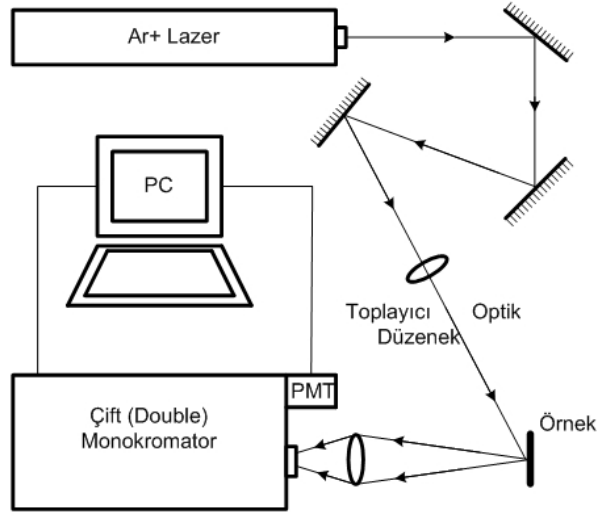 Ar+ Lazer
PC
Toplayıcı Optik
Düzenek
PMT
Çift (Double)
Monokromator
Örnek